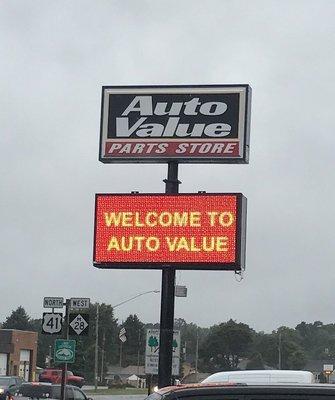 Auto
Value
PARTS STORE
WELCOME TO
AUTO VALUE
NORTH WEST
41 28